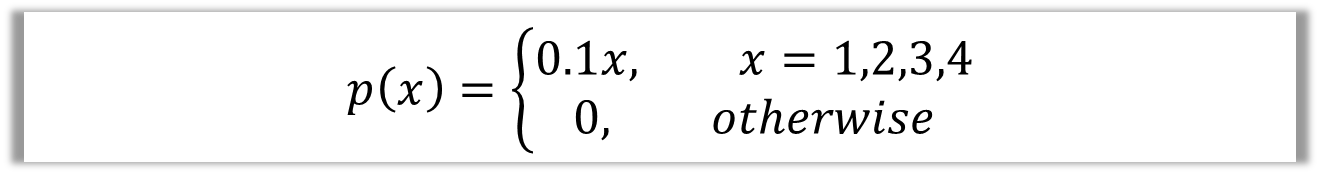 p(x) = { 0.1x, x = 1,2,3,4
0, otherwise